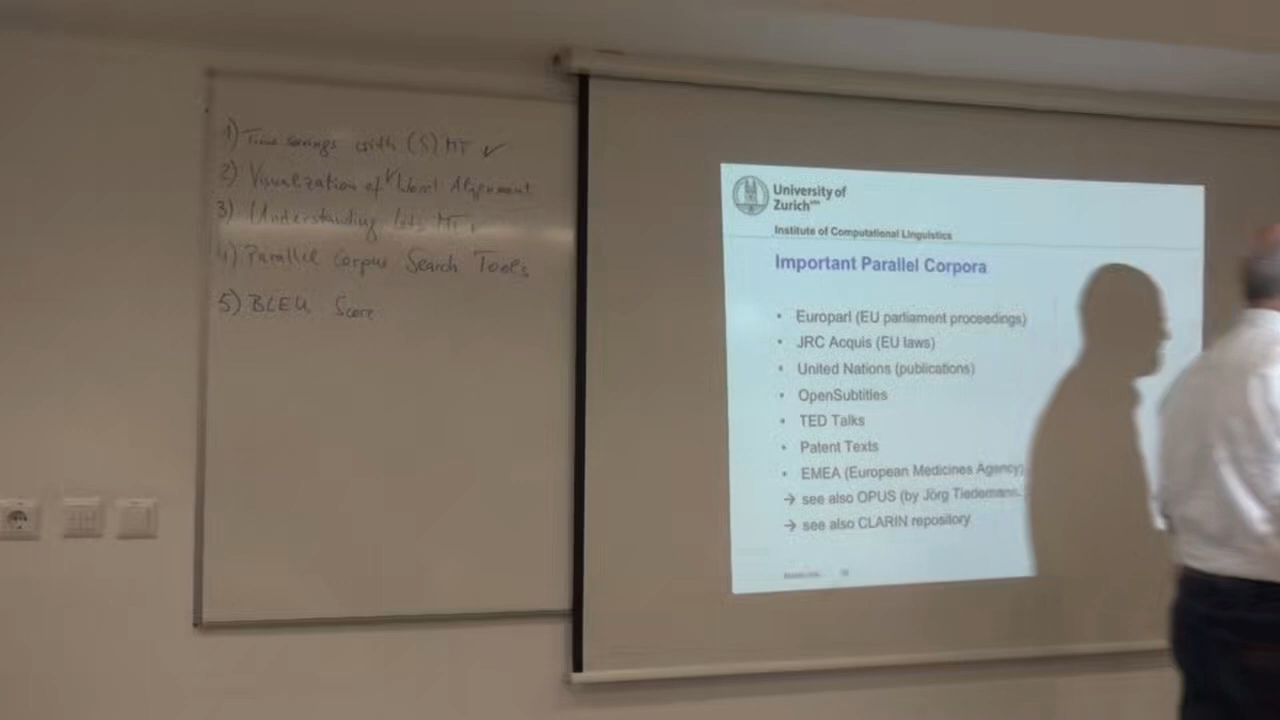 1) Time savings with (S) MT ✓
2) Visualization of Word Alignment
3) Understanding MT
4) Parallel Corpus Search Tools
5) BLEU Score
University of
Zurich
Institute of Computational Linguistics
Important Parallel Corpora
• Europarl (EU parliament proceedings)
• JRC Acquis (EU laws)
• United Nations (publications)
• OpenSubtitles
• TED Talks
• Patent Texts
• EMEA (European Medicines Agency)
→ see also OPUS (by Jörg Tiedemann
→ see also CLARIN repository